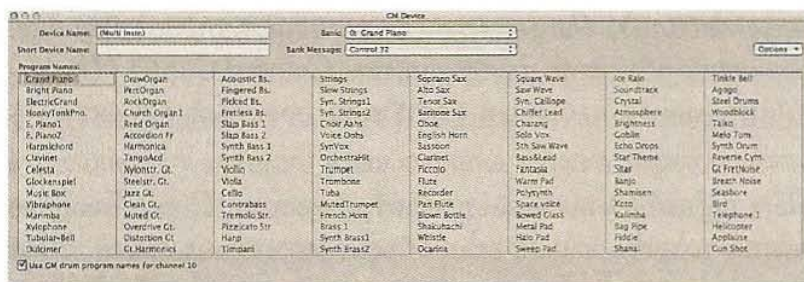 GM Device
Device Name: (Multi Instr.) Bank: 0: Grand Piano
Short Device Name: Bank Message: Control 32 Options
Program Names:
Grand Piano DrawOrgan Acoustic Bs. Strings Soprano Sax Square Wave Ice Rain Tinkle Bell
Bright Piano PercOrgan Fingered Bs. Slow Strings Alto Sax Saw Wave Soundtrack Agogo
ElectricGrand RockOrgan Picked Bs. Syn. Strings1 Tenor Sax Syn. Calliope Crystal Steel Drums
HonkyTonkPno. Church Organ1 Fretless Bs. Syn. Strings2 Baritone Sax Chiffer Lead Atmosphere Woodblock
E. Piano1 Reed Organ Slap Bass 1 Choir Aahs Oboe Charang Brightness Taiko
E. Piano2 Accordion Fr Slap Bass 2 Voice Oohs English Horn Solo Vox Goblin Melo Tom
Harpsichord Harmonica Synth Bass 1 SynVox Bassoon 5th Saw Wave Echo Drops Synth Drum
Clavinet TangoAcd Synth Bass 2 OrchestraHit Clarinet Bass&Lead Star Theme Reverse Cym.
Celesta Nylonstr. Gt. Violin Trumpet Piccolo Fantasia Sitar Gt FretNoise
Glockenspiel Steelstr. Gt. Viola Trombone Flute Warm Pad Banjo Breath Noise
Music Box Jazz Gt. Cello Tuba Recorder Polysynth Shamisen Seashore
Vibraphone Clean Gt. Contrabass MutedTrumpet Pan Flute Space voice Koto Bird
Marimba Muted Gt. Tremolo Str. French Horn Blown Bottle Bowed Glass Kalimba Telephone 1
Xylophone Overdrive Gt. Pizzicato Str Brass 1 Shakuhachi Metal Pad Bag Pipe Helicopter
Tubular-Bell Distortion Gt. Harp Synth Brass1 Whistle Halo Pad Fiddle Applause
Dulcimer Gt.Harmonics Timpani Synth Brass2 Ocarina Sweep Pad Shanai Gun Shot
Use GM drum program names for channel 10